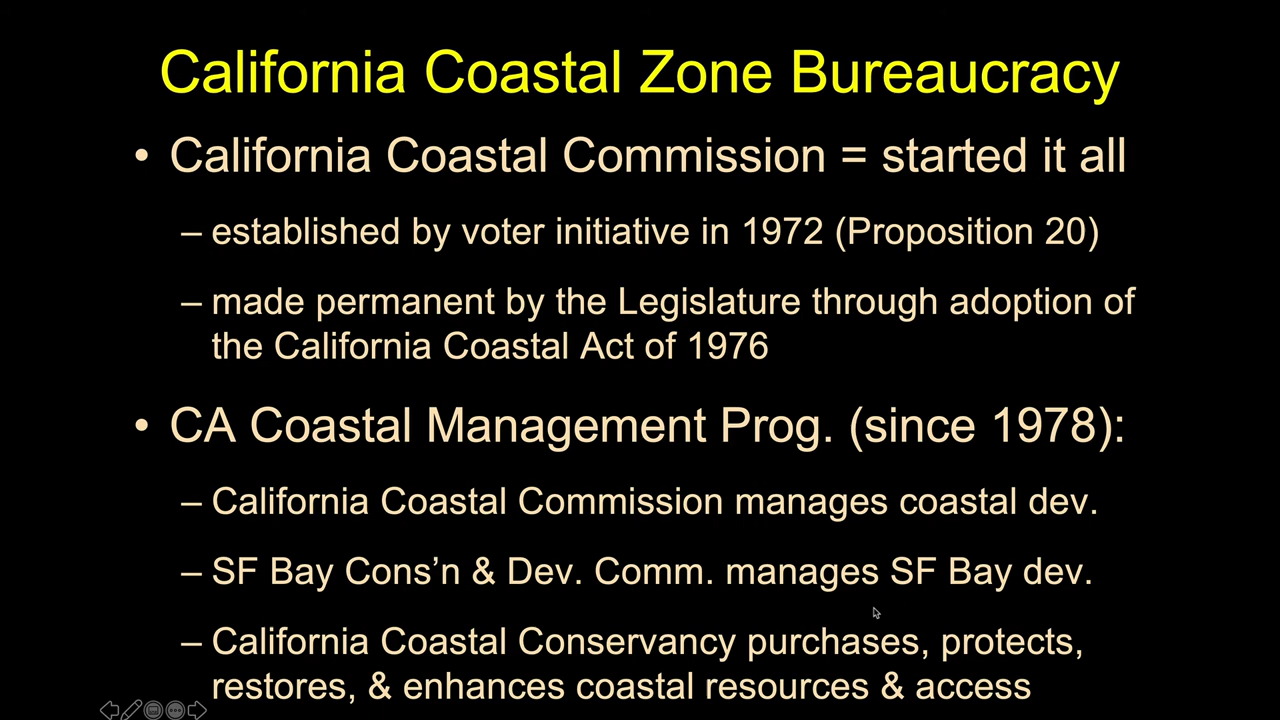 California Coastal Zone Bureaucracy
• California Coastal Commission = started it all
– established by voter initiative in 1972 (Proposition 20)
– made permanent by the Legislature through adoption of
the California Coastal Act of 1976
• CA Coastal Management Prog. (since 1978):
– California Coastal Commission manages coastal dev.
– SF Bay Cons’n & Dev. Comm. manages SF Bay dev.
– California Coastal Conservancy purchases, protects,
restores, & enhances coastal resources & access